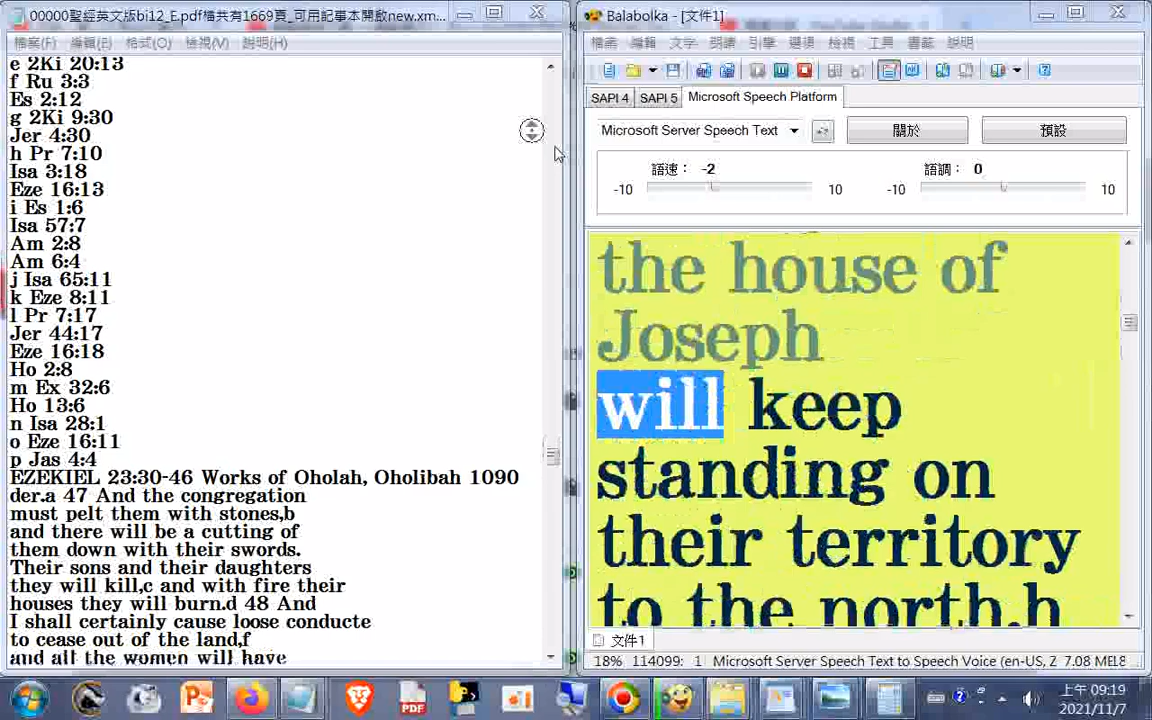 00000聖經英文版bi12_E.pdf檔共有1669頁_可用記事本開啟new.xm...
檔案(F) 編輯(E) 格式(O) 檢視(V) 說明(H)
e 2Ki 20:13
f Ru 3:3
Es 2:12
g 2Ki 9:30
Jer 4:30
h Pr 7:10
Isa 3:18
Eze 16:13
i Es 1:6
Isa 57:7
Am 2:8
Am 6:4
j Isa 65:11
k Eze 8:11
l Pr 7:17
Jer 44:17
Eze 16:18
Ho 2:8
m Ex 32:6
Ho 13:6
n Isa 28:1
o Eze 16:11
p Jas 4:4
EZEKIEL 23:30-46 Works of Oholah, Oholibah 1090
der.a 47 And the congregation
must pelt them with stones,b
and there will be a cutting of
them down with their swords.
Their sons and their daughters
they will kill,c and with fire their
houses they will burn.d 48 And
I shall certainly cause loose conducte
to cease out of the land,f
and all the women will have
Balabolka - [文件1]
檔案 編輯 文字 朗讀 引擎 選項 檢視 工具 書籤 說明
SAPI 4 SAPI 5 Microsoft Speech Platform
Microsoft Server Speech Text 關於 預設
語速： -2 語調： 0
-10 10 -10 10
the house of
Joseph
will keep
standing on
their territory
to the north.h
文件1
18% 114099: 1 Microsoft Server Speech Text to Speech Voice (en-US, Z 7.08 MEL8
PDF
上午 09:19
2021/11/7